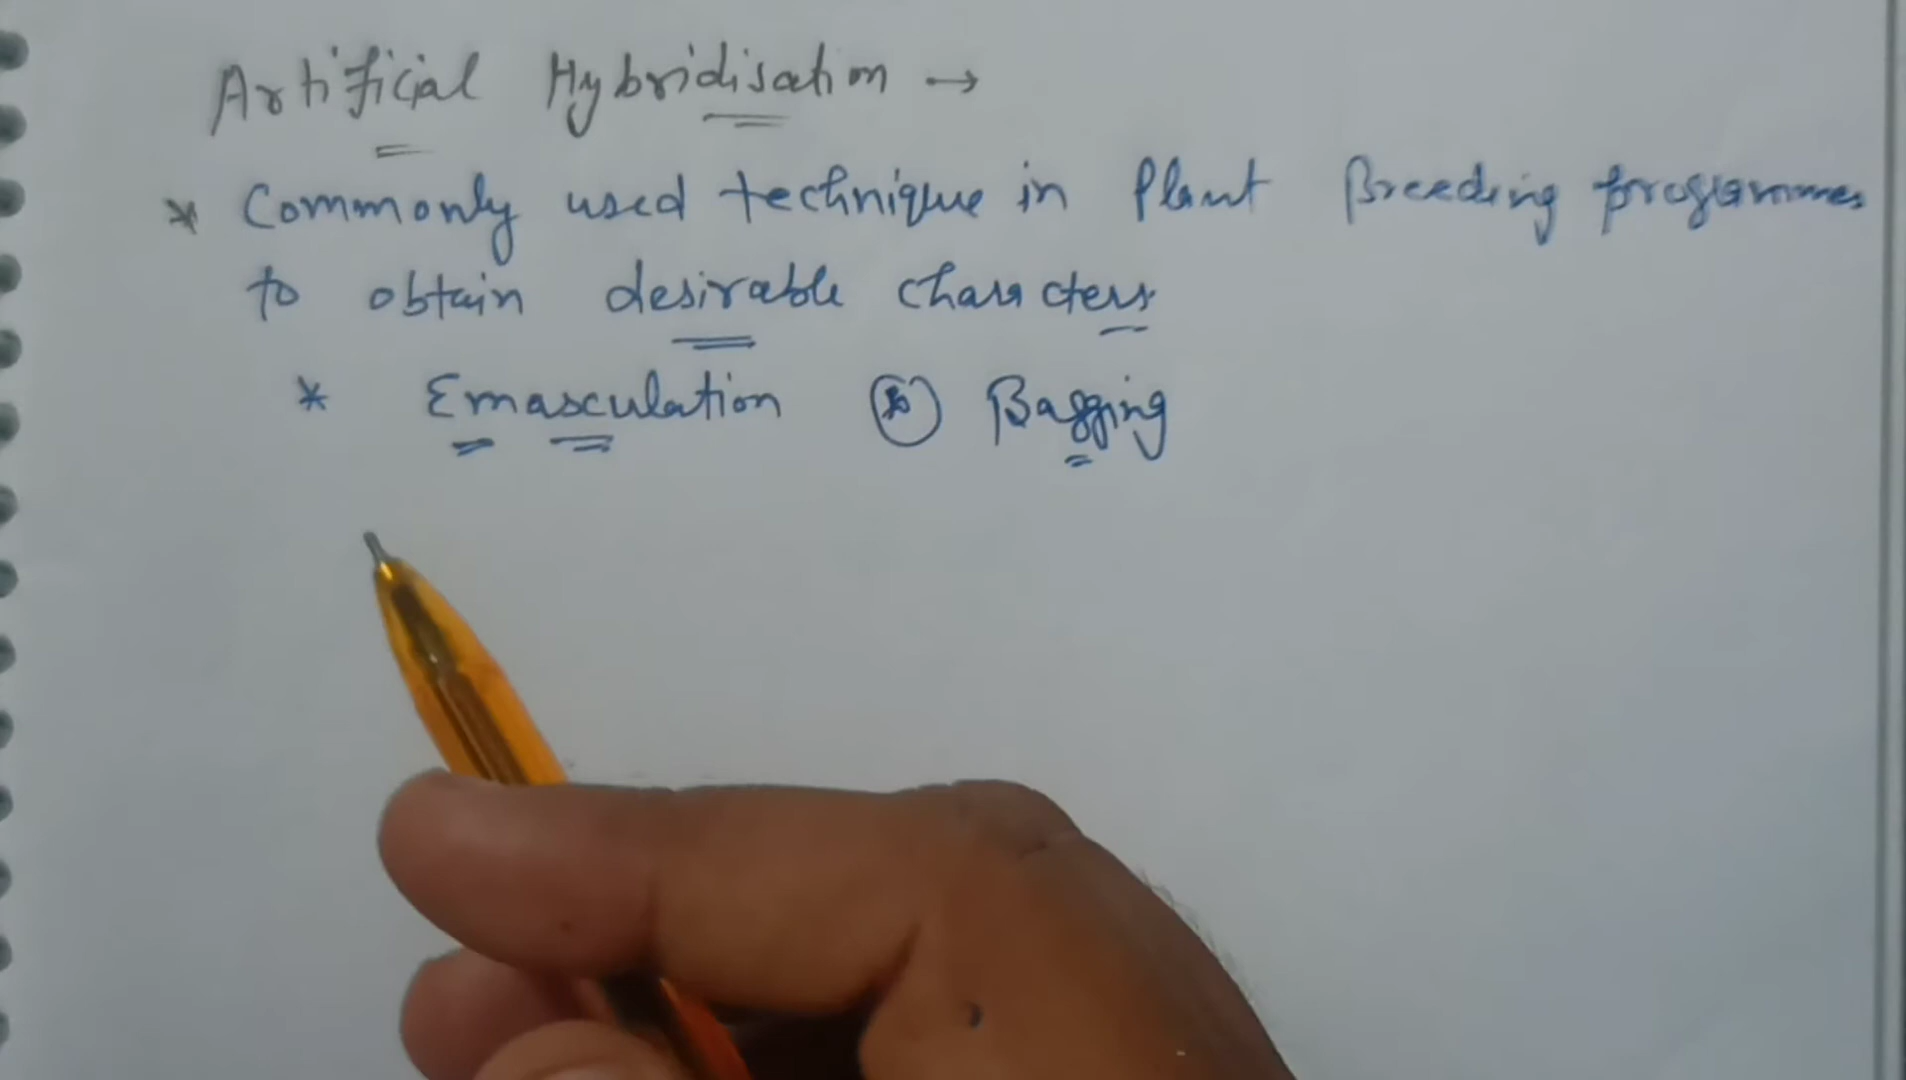 Artificial Hybridisation →
* Commonly used technique in Plant Breeding programmes
to obtain desirable characters
* Emasculation Bagging